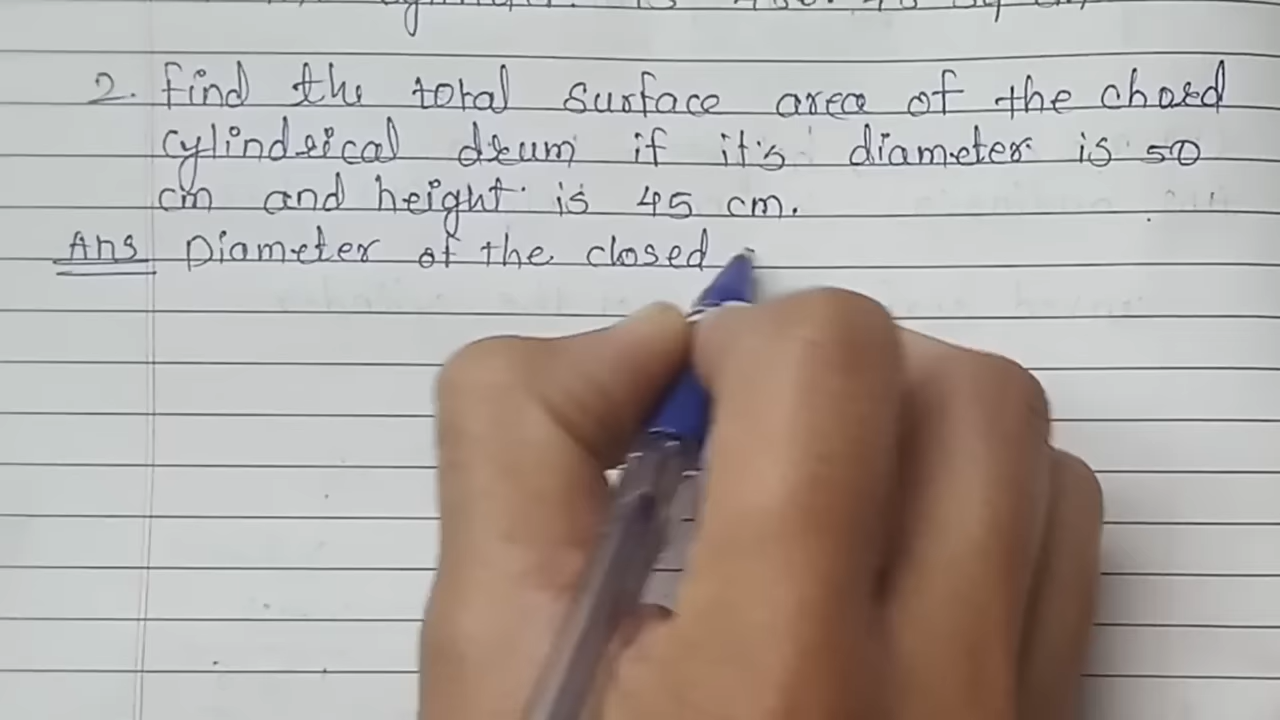 2. find the total surface area of the chosed
cylindrical drum if it's diameter is 50
cm and height is 45 cm.
Ans Diameter of the closed